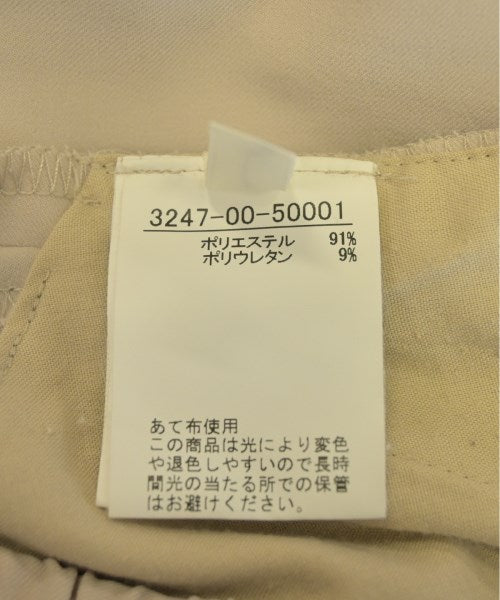 3247-00-50001
ポリエステル 91%
ポリウレタン 9%
あて布使用
この商品は光により変色
や退色しやすいので長時
間光の当たる所での保管
はお避けください。